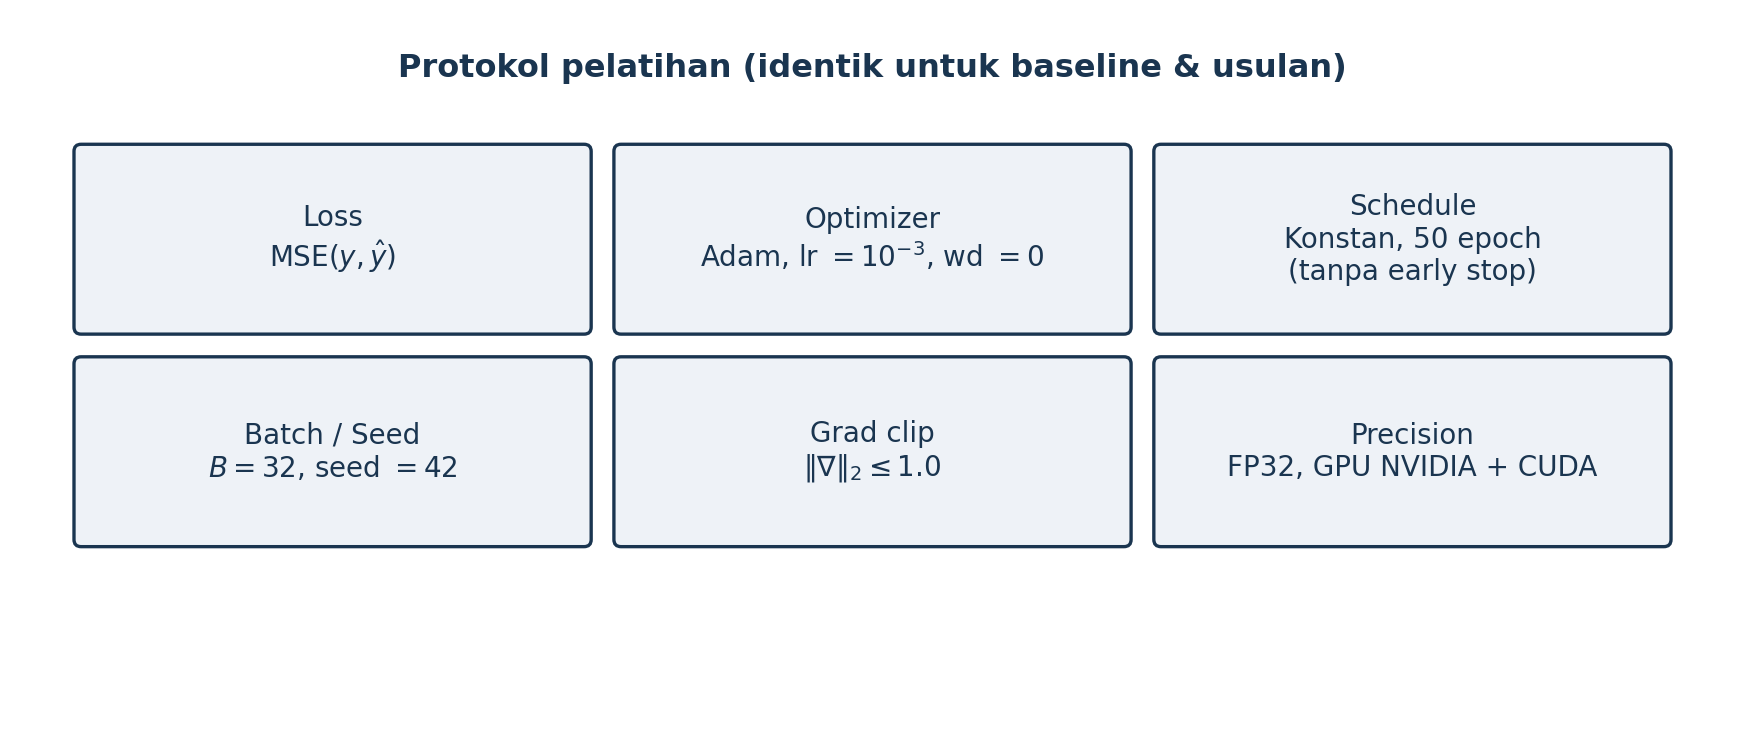 Protokol pelatihan (identik untuk baseline & usulan)
Loss
MSE(y, ŷ)
Optimizer
Adam, lr = 10⁻³, wd = 0
Schedule
Konstan, 50 epoch
(tanpa early stop)
Batch / Seed
B = 32, seed = 42
Grad clip
‖∇‖₂ ≤ 1.0
Precision
FP32, GPU NVIDIA + CUDA